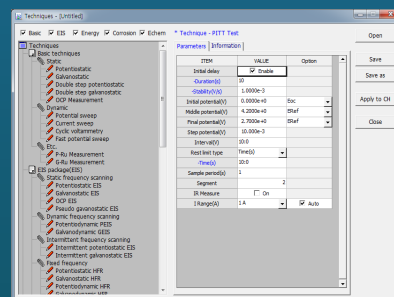 Techniques - [Untitled]
Basic EIS Energy Corrosion Echem
* Technique - PITT Test
Open
Save
Save as
Apply to CH
Close
Techniques
Basic techniques
Static
Potentiostatic
Galvanostatic
Double step potentiostatic
Double step galvanostatic
OCP Measurement
Dynamic
Potential sweep
Current sweep
Cyclic voltammetry
Fast potential sweep
Etc.
P-Ru Measurement
G-Ru Measurement
EIS package(EIS)
Static frequency scanning
Potentiostatic EIS
Galvanostatic EIS
OCP EIS
Pseudo galvanostatic EIS
Dynamic frequency scanning
Potentiodynamic PEIS
Galvanodynamic GEIS
Intermittent frequency scanning
Intermittent potentiostatic EIS
Intermittent galvanostatic EIS
Fixed frequency
Potentiostatic HFR
Galvanostatic HFR
Potentiodynamic HFR
Galvanodynamic HFR
Parameters Information
ITEM VALUE Option
Initial delay Enable
-Duration(s) 10
-Stability(V/s) 1.0000e-3
Initial potential(V) 0.0000e+0 Eoc
Middle potential(V) 4.2000e+0 ERef
Final potential(V) 2.7500e+0 ERef
Step potential(V) 10.000e-3
Interval(V) 10:0
Rest limit type Time(s)
-Time(s) 10:0
Sample period(s) 1
Segment 2
IR Measure On
I Range(A) 1 A Auto